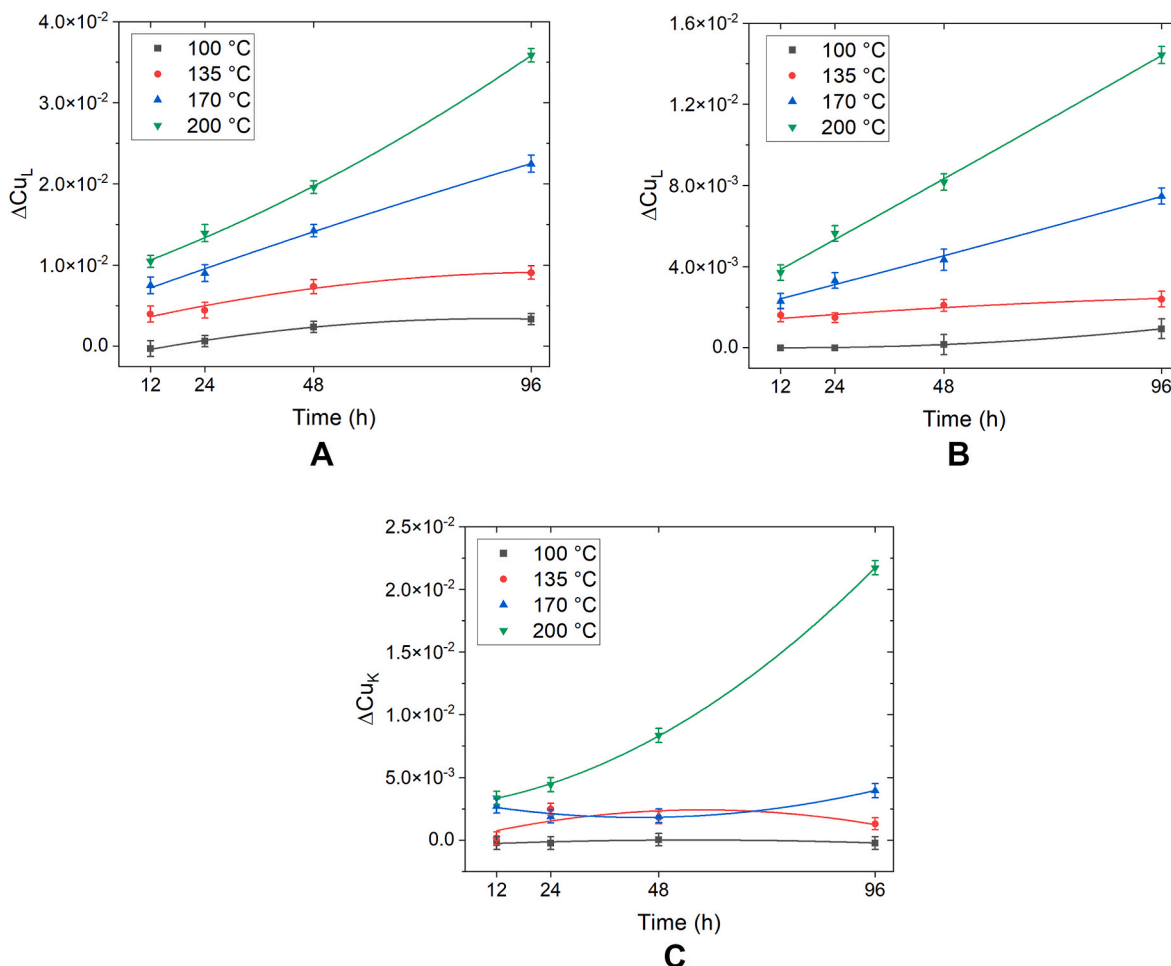 4.0×10⁻²
3.0×10⁻²
2.0×10⁻²
1.0×10⁻²
0.0
ΔCu_L
100 °C
135 °C
170 °C
200 °C
12 24 48 96
Time (h)
A
1.6×10⁻²
1.2×10⁻²
8.0×10⁻³
4.0×10⁻³
0.0
ΔCu_L
100 °C
135 °C
170 °C
200 °C
12 24 48 96
Time (h)
B
2.5×10⁻²
2.0×10⁻²
1.5×10⁻²
1.0×10⁻²
5.0×10⁻³
0.0
ΔCu_K
100 °C
135 °C
170 °C
200 °C
12 24 48 96
Time (h)
C